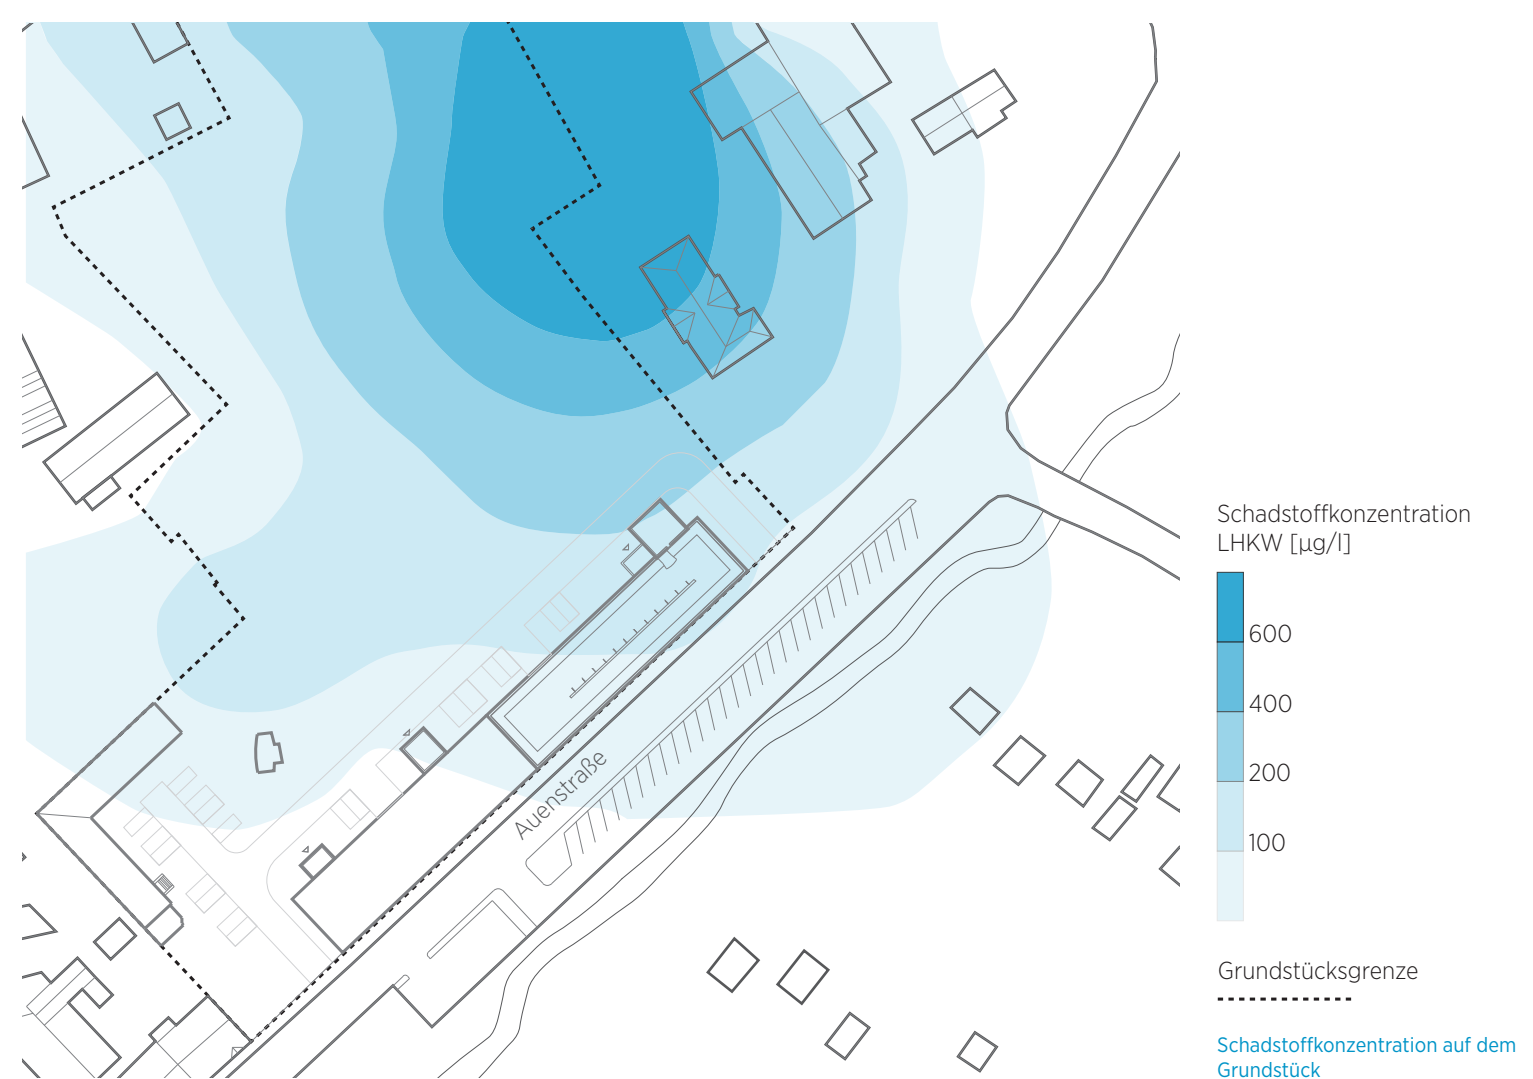 Auenstraße
Schadstoffkonzentration
LHKW [µg/l]
600
400
200
100
Grundstücksgrenze
Schadstoffkonzentration auf dem
Grundstück